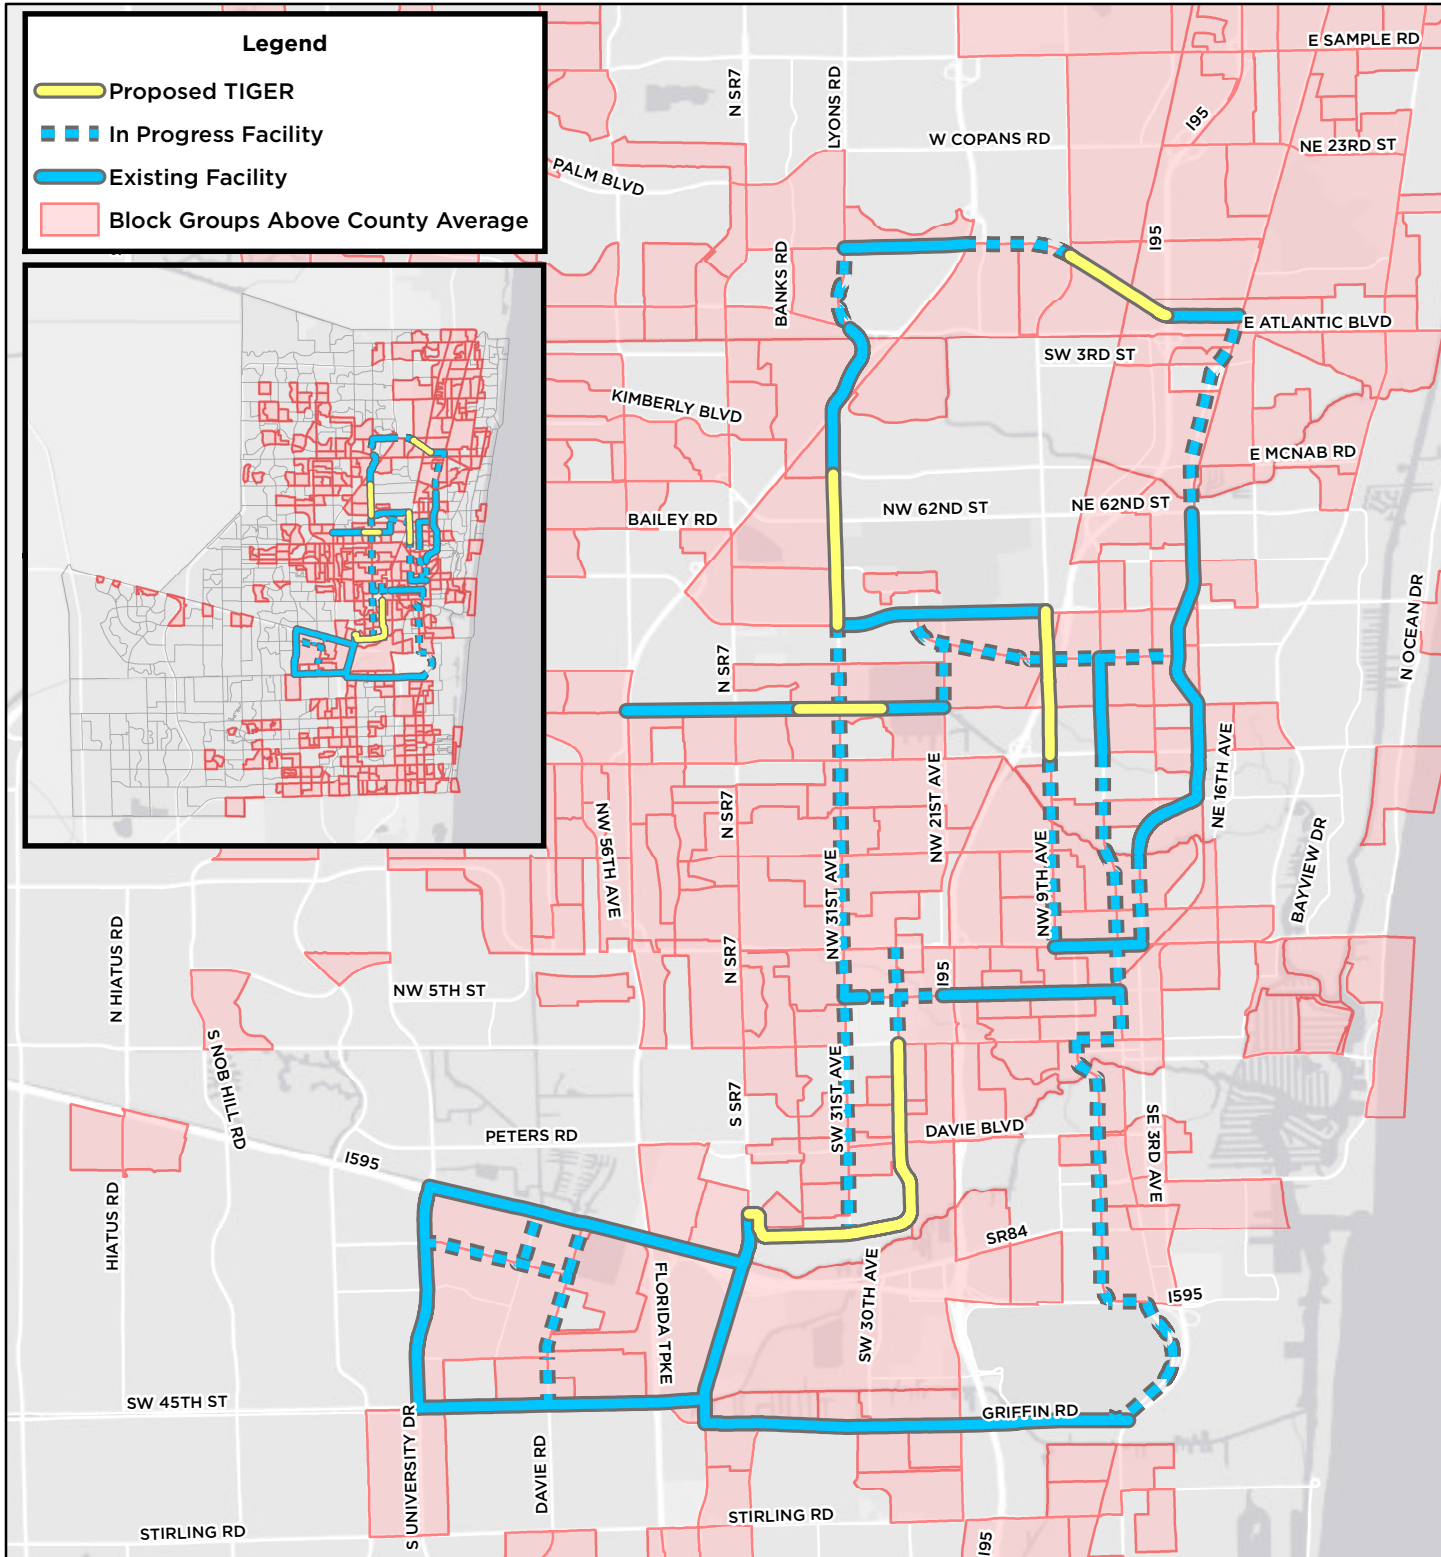 Legend
Proposed TIGER
In Progress Facility
Existing Facility
Block Groups Above County Average
E SAMPLE RD
N SR7
LYONS RD
I95
W COPANS RD
NE 23RD ST
PALM BLVD
I95
BANKS RD
E ATLANTIC BLVD
SW 3RD ST
KIMBERLY BLVD
E MCNAB RD
NW 62ND ST
NE 62ND ST
BAILEY RD
N OCEAN DR
N SR7
NE 16TH AVE
NW 21ST AVE
N SR7
NW 56TH AVE
NW 31ST AVE
NW 9TH AVE
BAYVIEW DR
N HIATUS RD
N SR7
I95
NW 5TH ST
S NOB HILL RD
SW 31ST AVE
S SR7
DAVIE BLVD
SE 3RD AVE
PETERS RD
I595
HIATUS RD
SR84
SW 30TH AVE
FLORIDA TPKE
I595
SW 45TH ST
GRIFFIN RD
S UNIVERSITY DR
DAVIE RD
STIRLING RD
STIRLING RD
I95